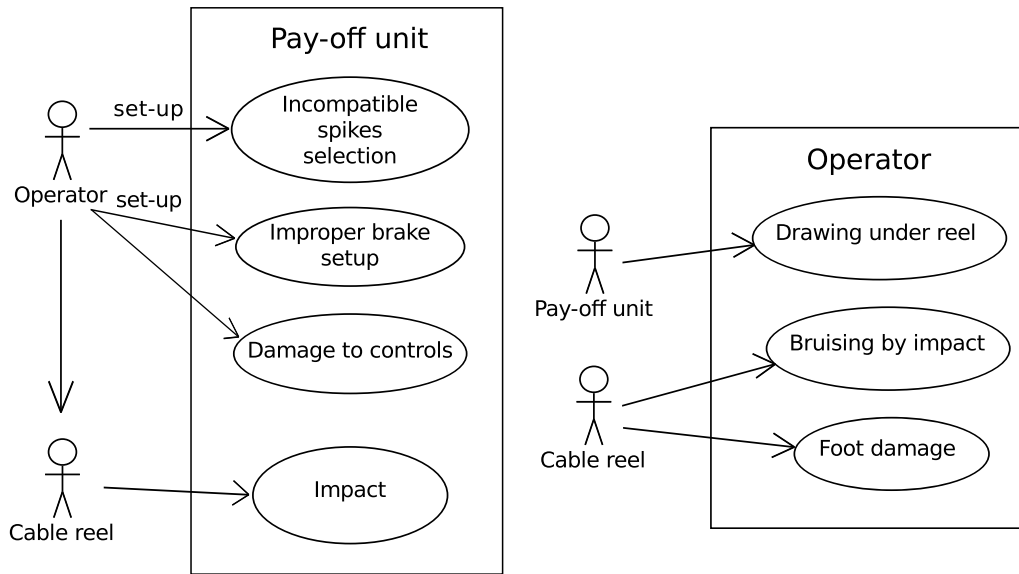 Pay-off unit
set-up
Incompatible
spikes
selection
Operator
set-up
Improper brake
setup
Damage to controls
Cable reel
Impact
Operator
Pay-off unit
Drawing under reel
Cable reel
Bruising by impact
Foot damage